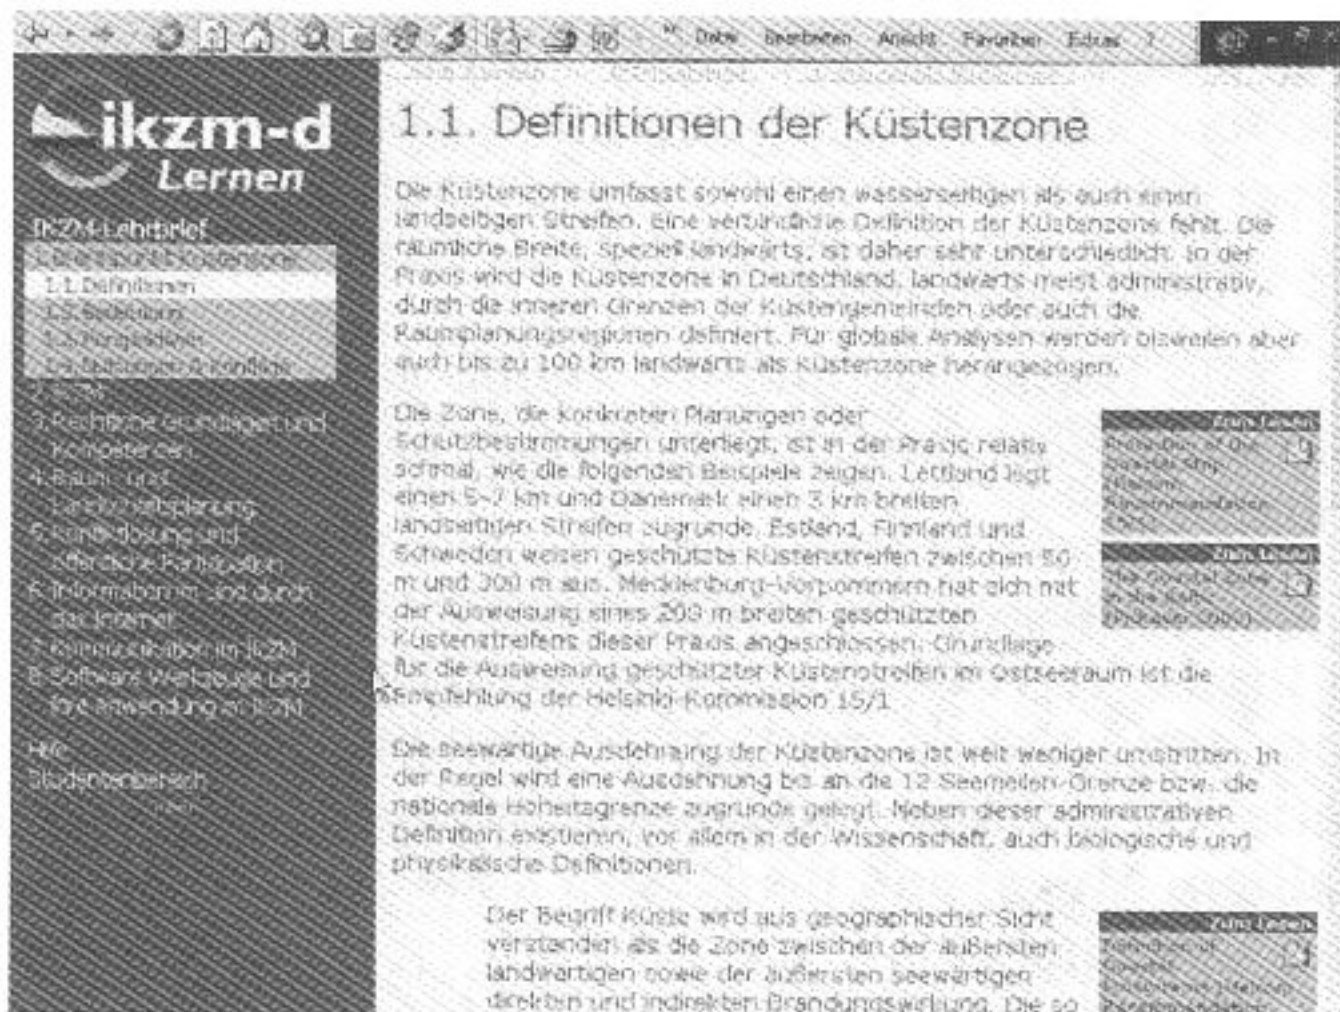 Datei Bearbeiten Ansicht Favoriten Extras ?
ikzm-d
Lernen
IKZM-Lehrbrief
1.1. Definitionen
2. IKZM
3. Rechtliche Grundlagen und
Kompetenzen
4. Raum- und
Landschaftsplanung
5. Konfliktlösung und
öffentliche Partizipation
6. Information im und durch
das Internet
7. Kommunikation im IKZM
8. Software Werkzeuge und
ihre Anwendung im IKZM
Hilfe
Studentenbereich
1.1. Definitionen der Küstenzone
Die Küstenzone umfasst sowohl einen wasserseitigen als auch einen
landseitigen Streifen. Eine verbindliche Definition der Küstenzone fehlt. Die
räumliche Breite, speziell landwärts, ist daher sehr unterschiedlich. In der
Praxis wird die Küstenzone in Deutschland, landwärts meist administrativ,
durch die inneren Grenzen der Küstengemeinden oder auch die
Raumplanungsregionen definiert. Für globale Analysen werden bisweilen aber
auch bis zu 100 km landwärts als Küstenzone herangezogen.
Die Zone, die konkreten Planungen oder
Schutzbestimmungen unterliegt, ist in der Praxis relativ
schmal, wie die folgenden Beispiele zeigen. Lettland legt
einen 5-7 km und Dänemark einen 3 km breiten
landseitigen Streifen zugrunde. Estland, Finnland und
Schweden weisen geschützte Küstenstreifen zwischen 50
m und 300 m aus. Mecklenburg-Vorpommern hat sich mit
der Ausweisung eines 200 m breiten geschützten
Küstenstreifens dieser Praxis angeschlossen. Grundlage
für die Ausweisung geschützter Küstenstreifen im Ostseeraum ist die
Empfehlung der Helsinki-Kommission 15/1
Zum Lesen
Protection of the
Coastal Strip
Zum Lesen
Die seewärtige Ausdehnung der Küstenzone ist weit weniger umstritten. In
der Regel wird eine Ausdehnung bis an die 12 Seemeilen-Grenze bzw. die
nationale Hoheitsgrenze zugrunde gelegt. Neben dieser administrativen
Definition existieren, vor allem in der Wissenschaft, auch biologische und
physikalische Definitionen.
Der Begriff Küste wird aus geographischer Sicht
verstanden als die Zone zwischen der äußersten
landwärtigen sowie der äußersten seewärtigen
direkten und indirekten Brandungswirkung. Die so
Zum Lesen